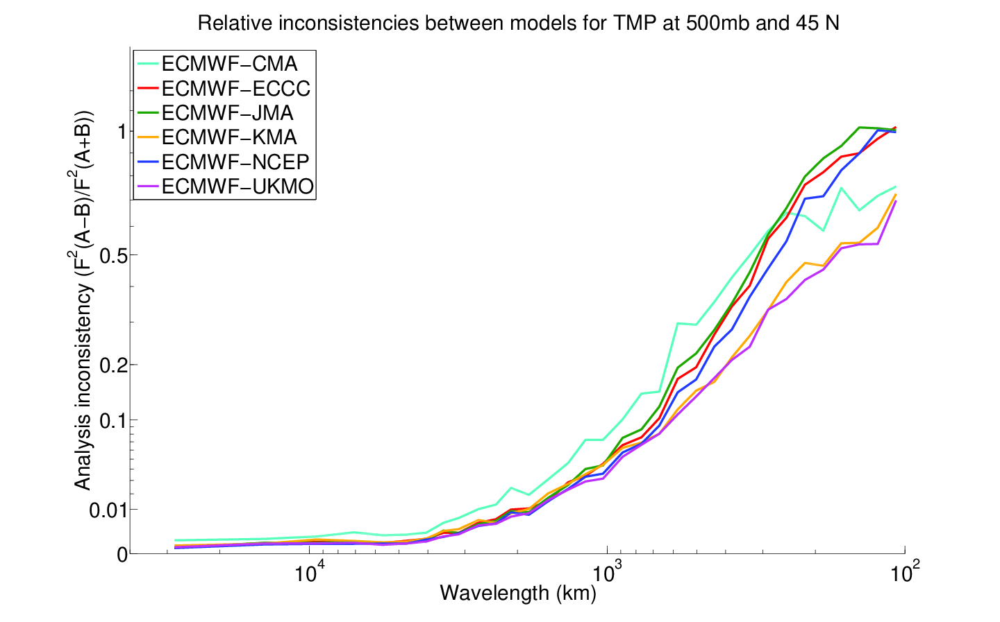 Relative inconsistencies between models for TMP at 500mb and 45 N
ECMWF−CMA
ECMWF−ECCC
ECMWF−JMA
ECMWF−KMA
ECMWF−NCEP
ECMWF−UKMO
Analysis inconsistency (F²(A−B)/F²(A+B))
1
0.5
0.2
0.1
0.01
0
10⁴
10³
10²
Wavelength (km)